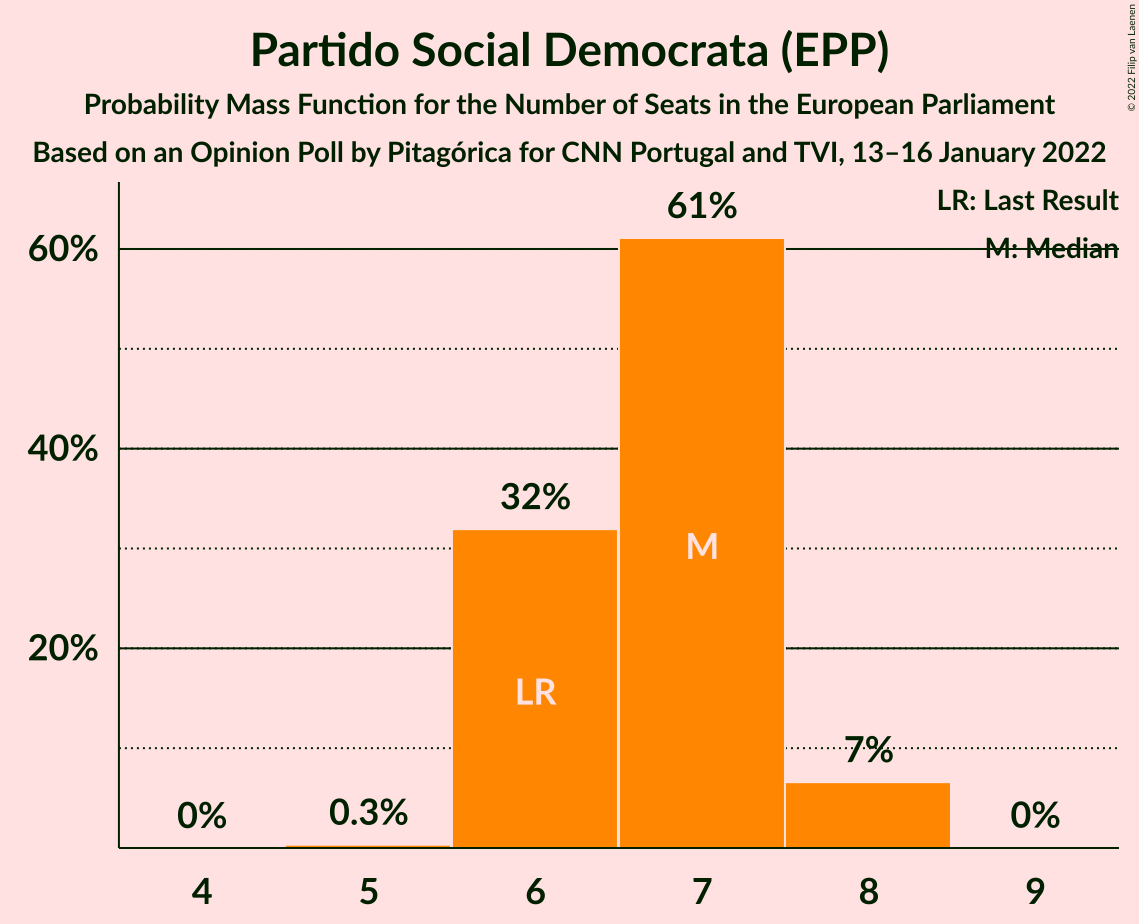 Partido Social Democrata (EPP)
Probability Mass Function for the Number of Seats in the European Parliament
Based on an Opinion Poll by Pitagórica for CNN Portugal and TVI, 13–16 January 2022
© 2022 Filip van Laenen
LR: Last Result
M: Median
61%
60%
40%
32%
M
20%
LR
7%
0%
0.3%
0%
4
5
6
7
8
9